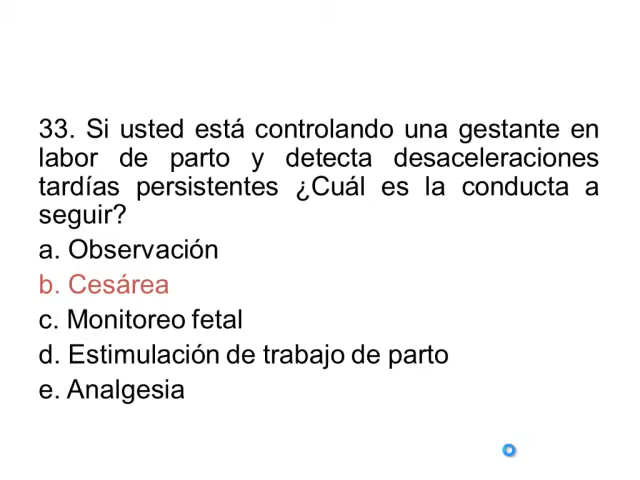 33. Si usted está controlando una gestante en
labor de parto y detecta desaceleraciones
tardías persistentes ¿Cuál es la conducta a
seguir?
a. Observación
b. Cesárea
c. Monitoreo fetal
d. Estimulación de trabajo de parto
e. Analgesia